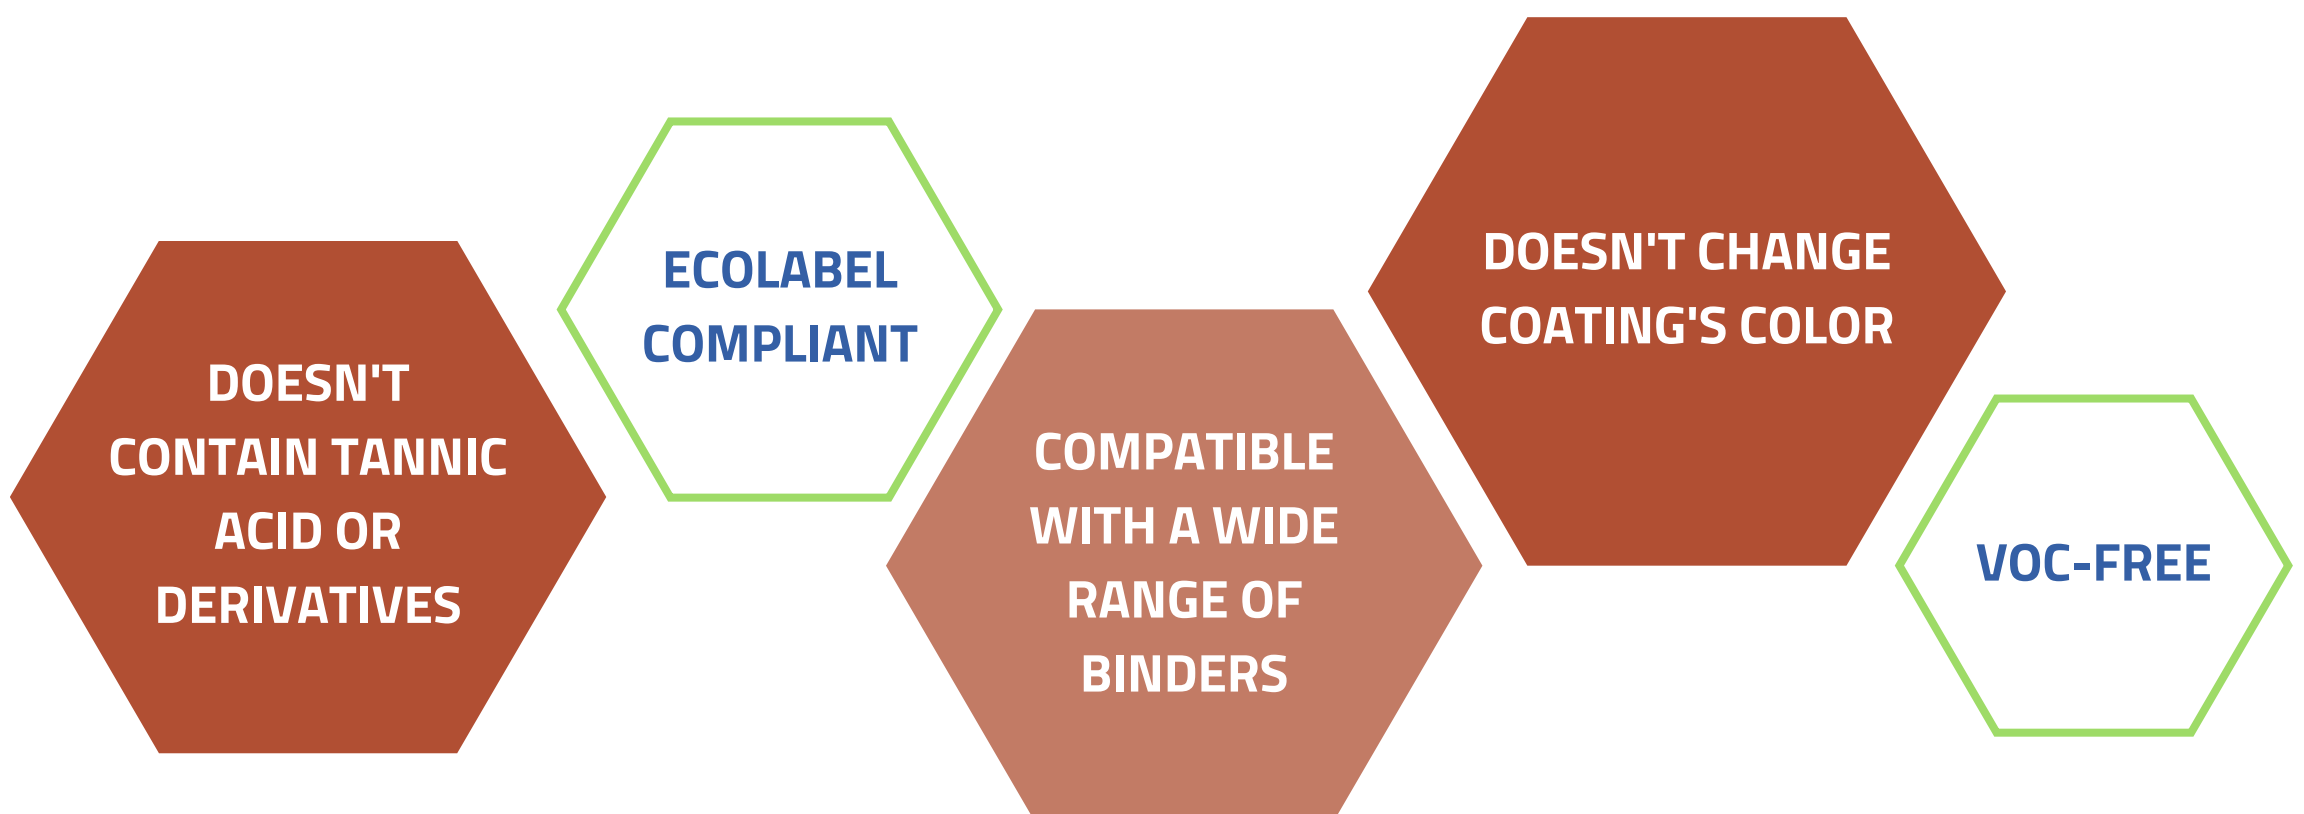 DOESN'T
CONTAIN TANNIC
ACID OR
DERIVATIVES
ECOLABEL
COMPLIANT
COMPATIBLE
WITH A WIDE
RANGE OF
BINDERS
DOESN'T CHANGE
COATING'S COLOR
VOC-FREE